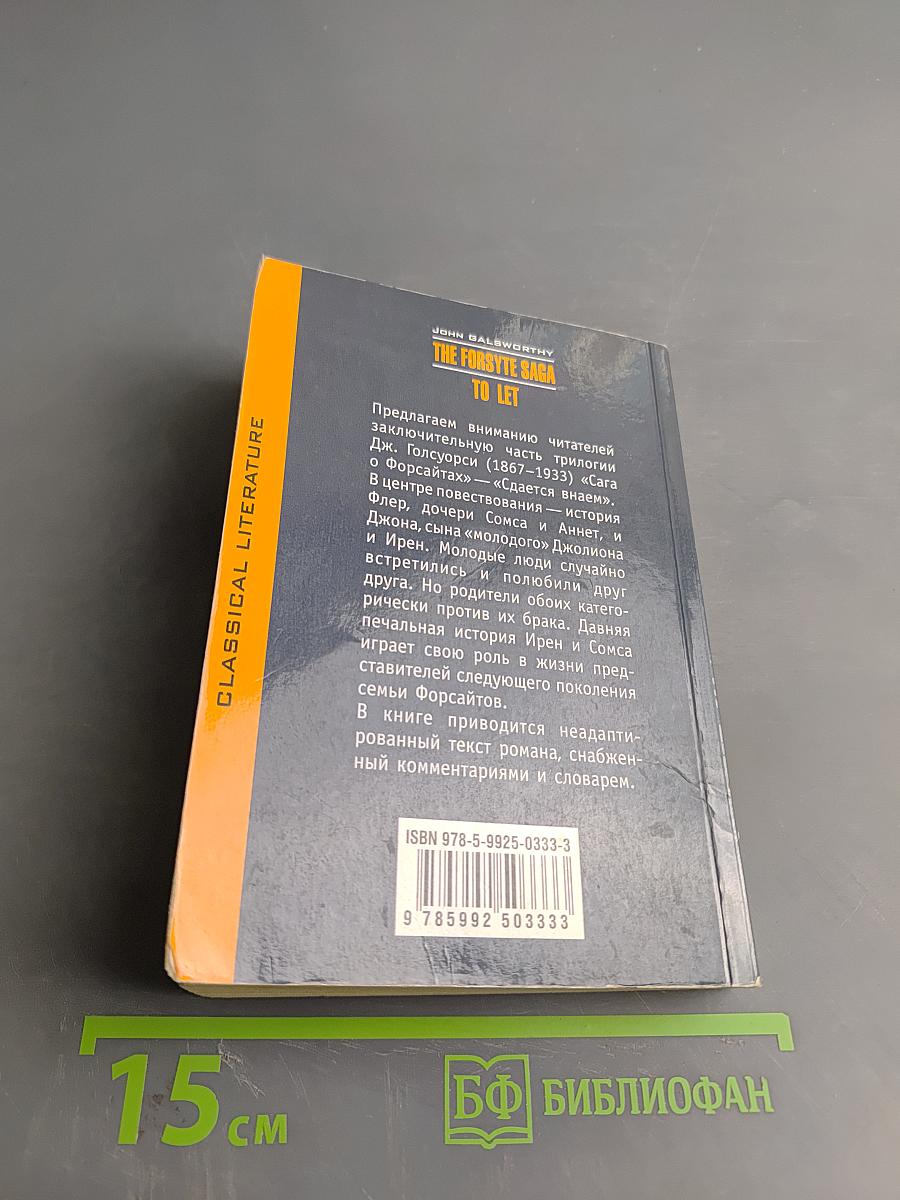 JOHN GALSWORTHY
THE FORSYTE SAGA
TO LET
Предлагаем вниманию читателей
заключительную часть трилогии
Дж. Голсуорси (1867–1933) «Сага
о Форсайтах» — «Сдается внаем».
В центре повествования — история
Флер, дочери Сомса и Аннет, и
Джона, сына «молодого» Джолиона
и Ирен. Молодые люди случайно
встретились и полюбили друг
друга. Но родители обоих катего-
рически против их брака. Давняя
печальная история Ирен и Сомса
играет свою роль в жизни пред-
ставителей следующего поколения
семьи Форсайтов.
В книге приводится неадапти-
рованный текст романа, снабжен-
ный комментариями и словарем.
CLASSICAL LITERATURE
ISBN 978-5-9925-0333-3
9 785992 503333
15 см
БФ БИБЛИОФАН